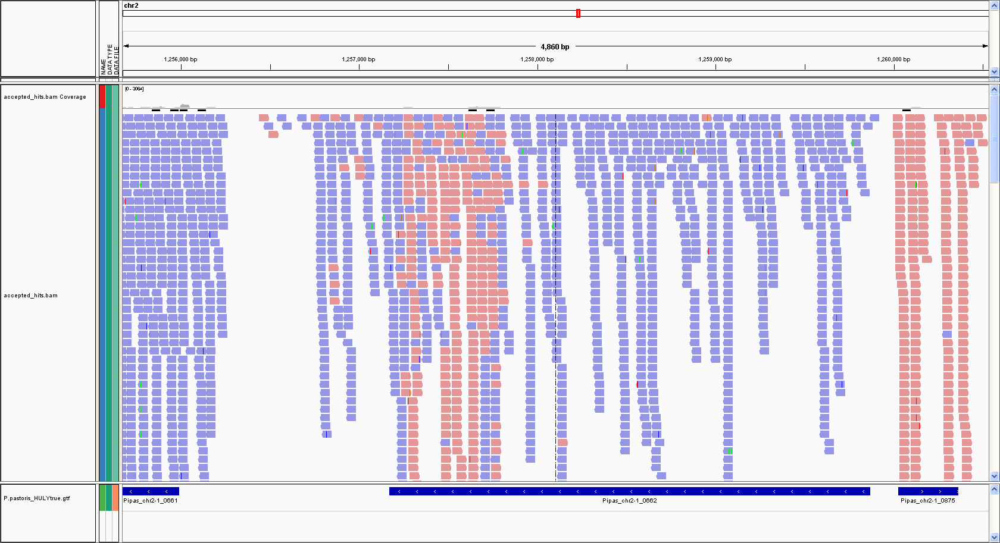 chr2
4,860 bp
1,256,000 bp 1,257,000 bp 1,258,000 bp 1,259,000 bp 1,260,000 bp
NAME
DATA TYPE
DATA FILE
[0 - 3064]
accepted_hits.bam Coverage
accepted_hits.bam
P.pastoris_HULYtrue.gtf
Pipas_chr2-1_0661 Pipas_chr2-1_0662 Pipas_chr2-1_0875